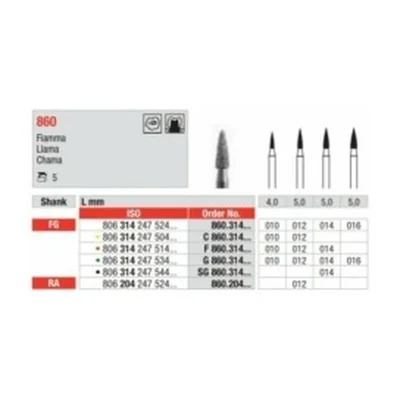 860
Fiamma
Llama
Chama
5
Shank L mm 4,0 5,0 5,0 5,0
ISO Order No.
FG 806 314 247 524... 860.314.... 010 012 014 016
806 314 247 504... C 860.314.... 010 012
806 314 247 514... F 860.314.... 010 012 014
806 314 247 534... G 860.314.... 010 012 014 016
806 314 247 544... SG 860.314.... 014
RA 806 204 247 524... 860.204.... 012